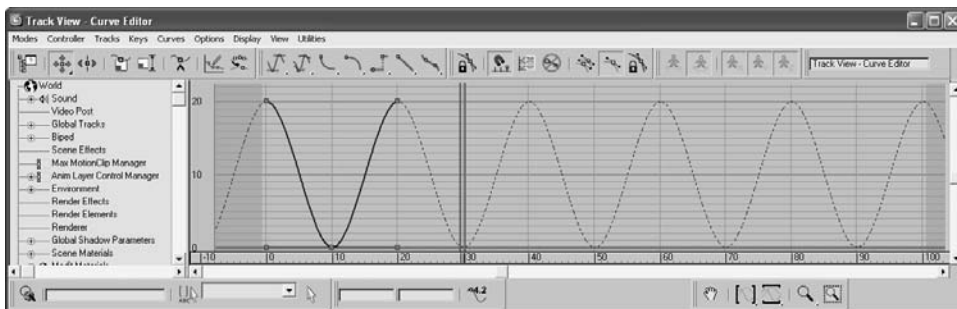 Track View - Curve Editor
Modes Controller Tracks Keys Curves Options Display View Utilities
Track View - Curve Editor
World
Sound
Video Post
Global Tracks
Biped
Scene Effects
Max MotionClip Manager
Anim Layer Control Manager
Environment
Render Effects
Render Elements
Renderer
Global Shadow Parameters
Scene Materials
20
10
0
-10 0 10 20 30 40 50 60 70 80 90 100
ABC
4.2